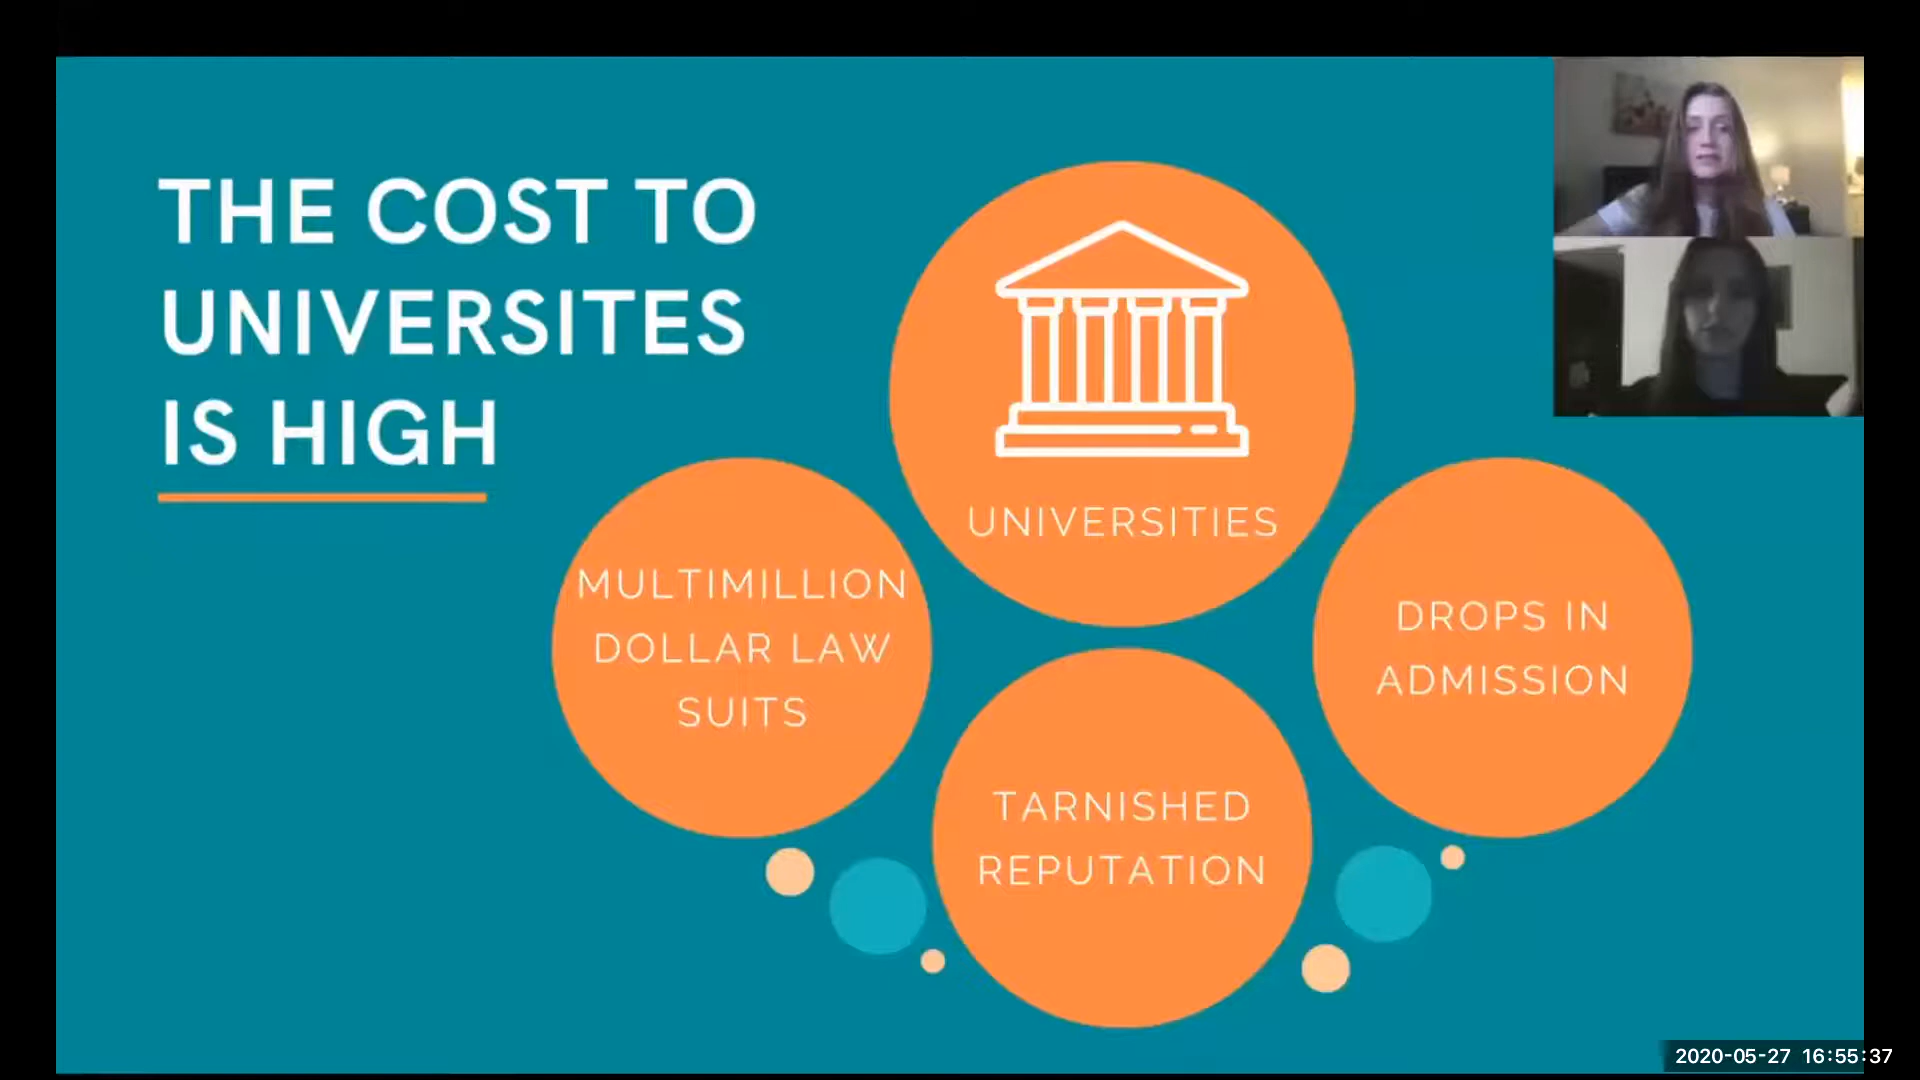 THE COST TO
UNIVERSITES
IS HIGH
UNIVERSITIES
MULTIMILLION
DOLLAR LAW
SUITS
DROPS IN
ADMISSION
TARNISHED
REPUTATION
2020-05-27 16:55:37